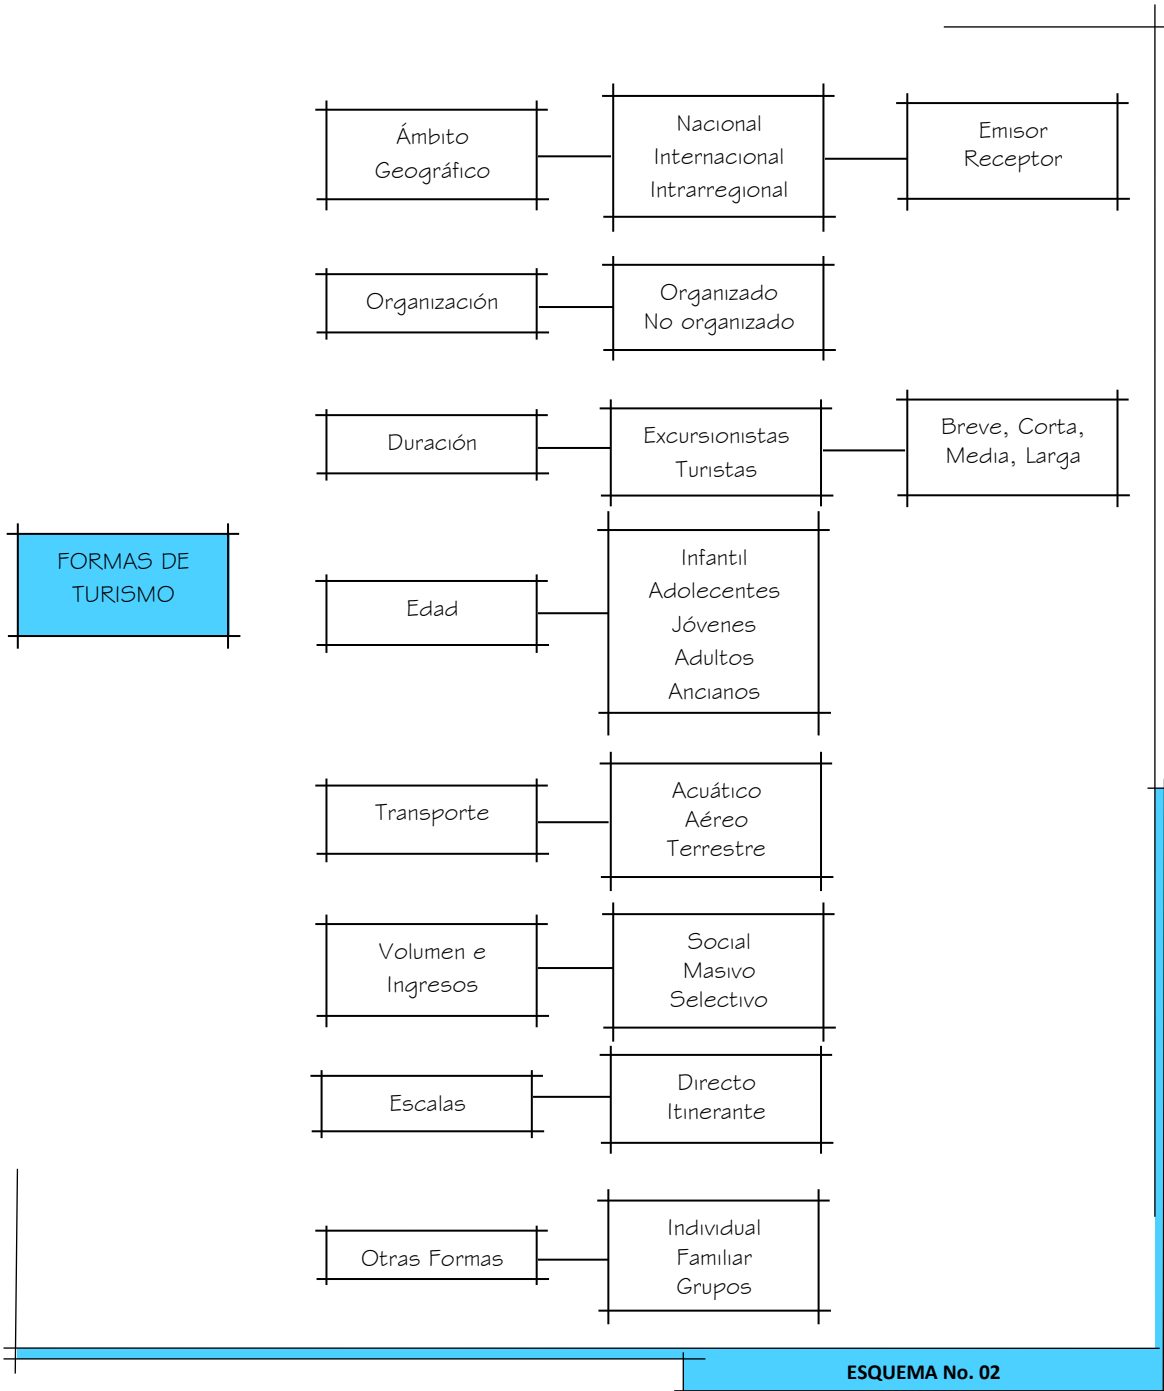 Ámbito
Geográfico
Nacional
Internacional
Intrarregional
Emisor
Receptor
Organización
Organizado
No organizado
Duración
Excursionistas
Turistas
Breve, Corta,
Media, Larga
FORMAS DE
TURISMO
Edad
Infantil
Adolecentes
Jóvenes
Adultos
Ancianos
Transporte
Acuático
Aéreo
Terrestre
Volumen e
Ingresos
Social
Masivo
Selectivo
Escalas
Directo
Itinerante
Otras Formas
Individual
Familiar
Grupos
ESQUEMA No. 02